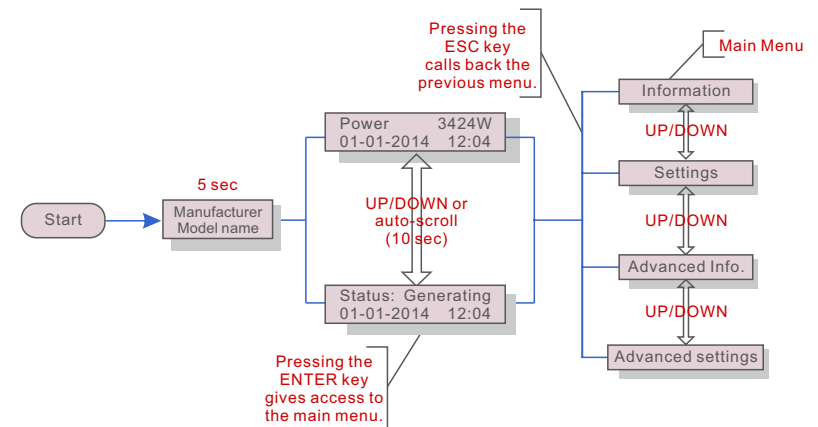 Start
5 sec
Manufacturer
Model name
Power 3424W
01-01-2014 12:04
UP/DOWN or
auto-scroll
(10 sec)
Status: Generating
01-01-2014 12:04
Pressing the
ENTER key
gives access to
the main menu.
Pressing the
ESC key
calls back the
previous menu.
Main Menu
Information
UP/DOWN
Settings
UP/DOWN
Advanced Info.
UP/DOWN
Advanced settings